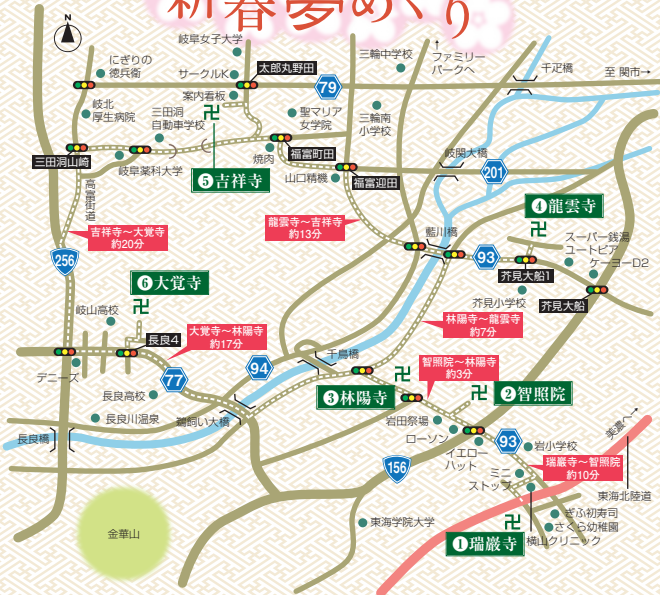 新春夢めぐり
N
岐阜女子大学
三輪中学校
↑
ファミリー
パークへ
千疋橋
至 関市→
にぎりの
徳兵衛
サークルK
太郎丸野田
79
案内看板
岐北
厚生病院
三田洞
自動車学校
聖マリア
女学院
三輪南
小学校
三田洞山崎
岐阜薬科大学
焼肉
福富町田
岐関大橋
201
山口精機
福富迎田
❺吉祥寺
高富街道
❹龍雲寺
吉祥寺〜大覚寺
約20分
龍雲寺〜吉祥寺
約13分
藍川橋
スーパー銭湯
ユートピア
ケーヨーD2
256
93
芥見大船1
❻大覚寺
芥見小学校
芥見大船
岐山高校
林陽寺〜龍雲寺
約7分
長良4
大覚寺〜林陽寺
約17分
千鳥橋
智照院〜林陽寺
約3分
デニーズ
77
94
長良高校
❸林陽寺
❷智照院
長良川温泉
鵜飼い大橋
岩田祭場
美濃へ→
長良橋
ローソン
93
岩小学校
イエロー
ハット
156
瑞巌寺〜智照院
約10分
ミニ
ストップ
東海北陸道
金華山
東海学院大学
ぎふ初寿司
さくら幼稚園
❶瑞巌寺
横山クリニック